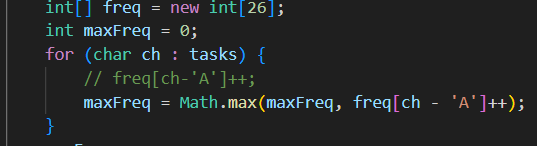 int[] freq = new int[26];
int maxFreq = 0;
for (char ch : tasks) {
// freq[ch-'A']++;
maxFreq = Math.max(maxFreq, freq[ch - 'A']++);
}